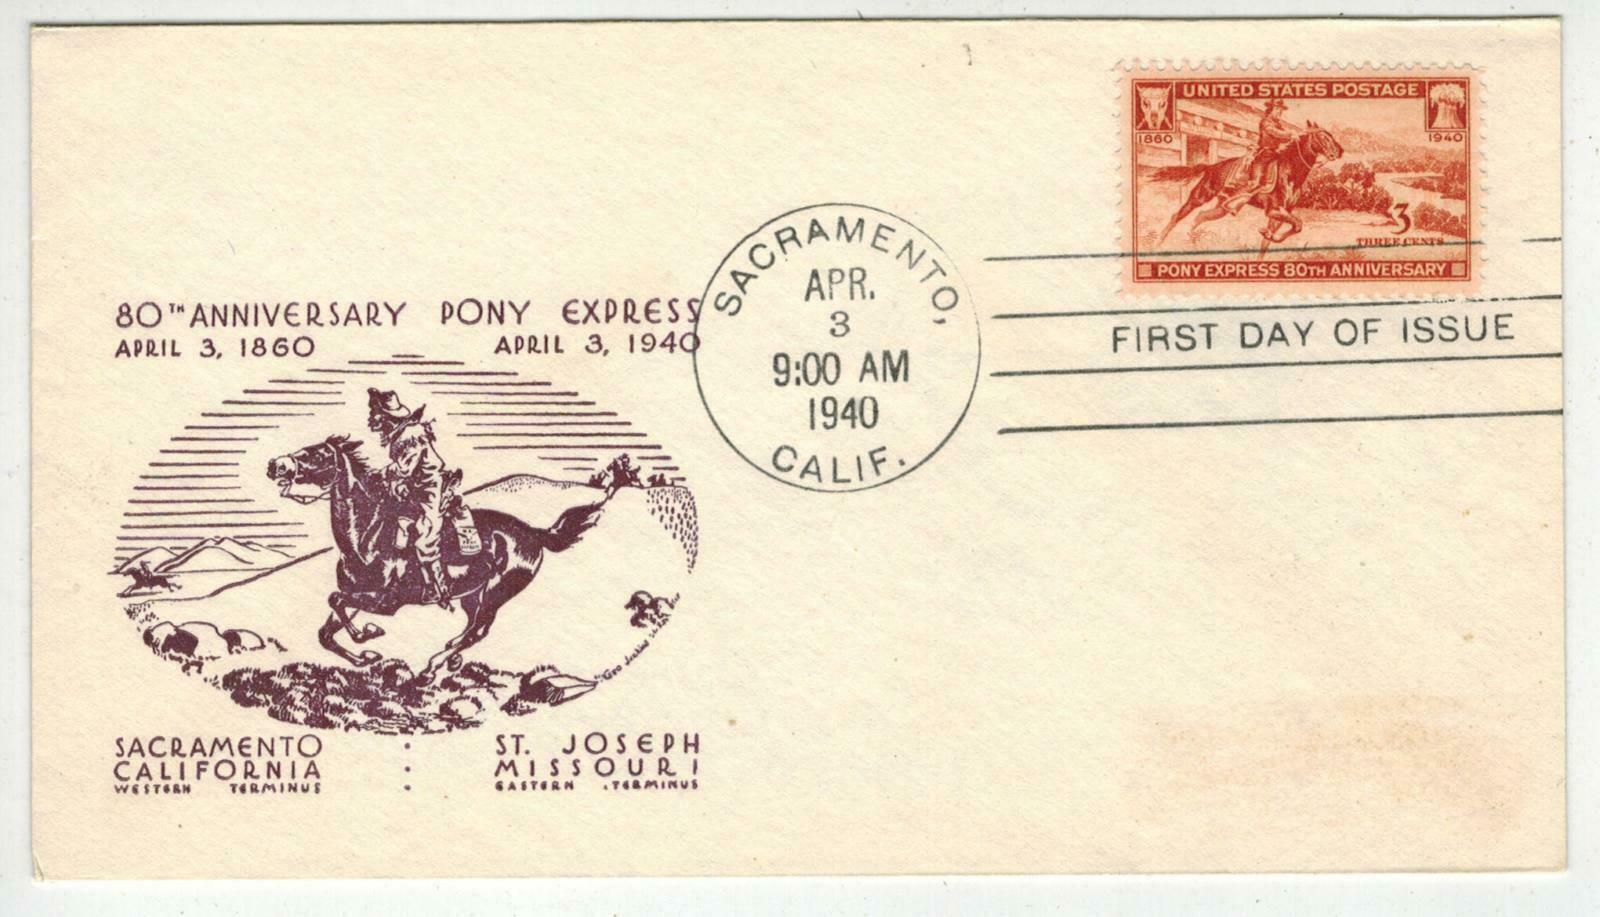 UNITED STATES POSTAGE
1860 1940
3
THREE CENTS
PONY EXPRESS 80TH ANNIVERSARY
SACRAMENTO,
APR.
3
9:00 AM
1940
CALIF.
FIRST DAY OF ISSUE
80TH ANNIVERSARY PONY EXPRESS
APRIL 3, 1860 APRIL 3, 1940
Geo Jenkins
SACRAMENTO
CALIFORNIA
WESTERN TERMINUS
ST. JOSEPH
MISSOURI
EASTERN TERMINUS